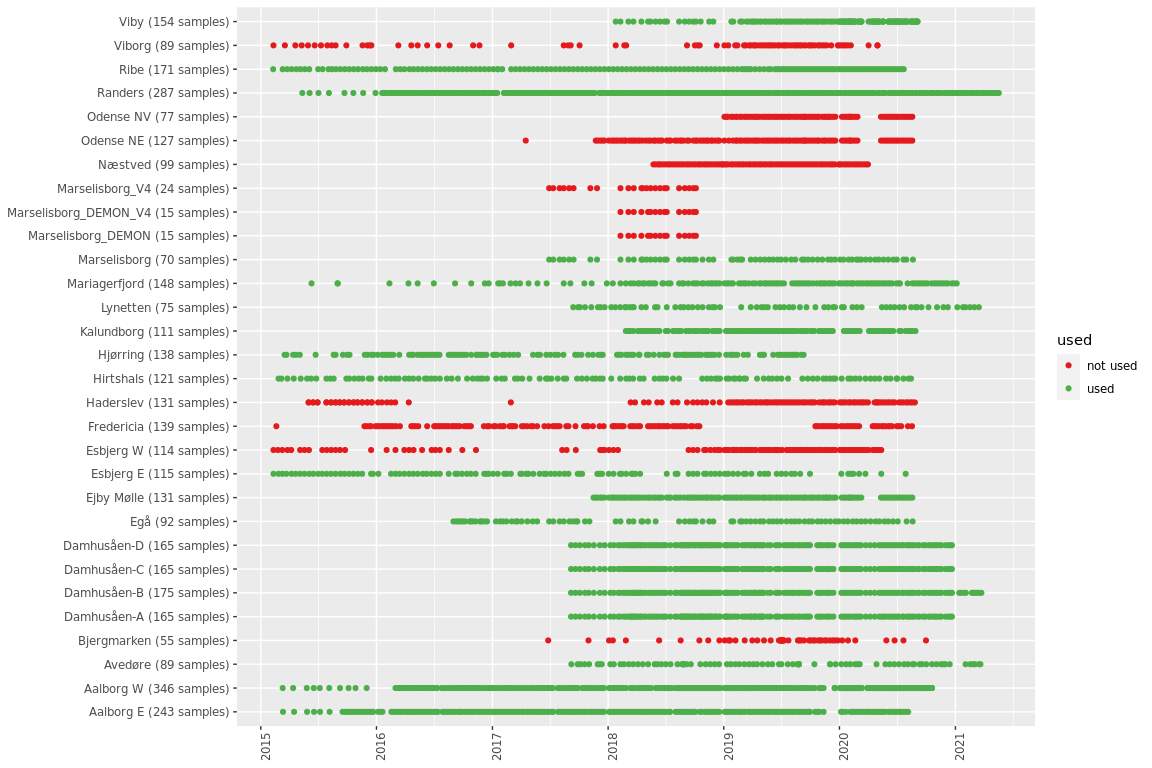 Viby (154 samples)
Viborg (89 samples)
Ribe (171 samples)
Randers (287 samples)
Odense NV (77 samples)
Odense NE (127 samples)
Næstved (99 samples)
Marselisborg_V4 (24 samples)
Marselisborg_DEMON_V4 (15 samples)
Marselisborg_DEMON (15 samples)
Marselisborg (70 samples)
Mariagerfjord (148 samples)
Lynetten (75 samples)
Kalundborg (111 samples)
Hjørring (138 samples)
Hirtshals (121 samples)
Haderslev (131 samples)
Fredericia (139 samples)
Esbjerg W (114 samples)
Esbjerg E (115 samples)
Ejby Mølle (131 samples)
Egå (92 samples)
Damhusåen-D (165 samples)
Damhusåen-C (165 samples)
Damhusåen-B (175 samples)
Damhusåen-A (165 samples)
Bjergmarken (55 samples)
Avedøre (89 samples)
Aalborg W (346 samples)
Aalborg E (243 samples)
2015
2016
2017
2018
2019
2020
2021
used
not used
used